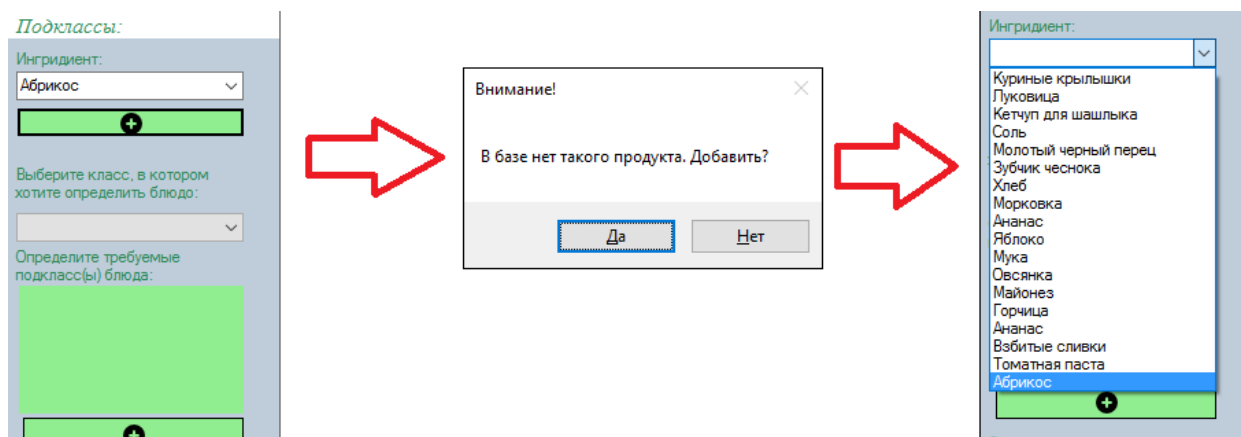 Подклассы:
Ингридиент:
Абрикос
Выберите класс, в котором
хотите определить блюдо:
Определите требуемые
подкласс(ы) блюда:
Внимание!
В базе нет такого продукта. Добавить?
Да
Нет
Ингридиент:
Куриные крылышки
Луковица
Кетчуп для шашлыка
Соль
Молотый черный перец
Зубчик чеснока
Хлеб
Морковка
Ананас
Яблоко
Мука
Овсянка
Майонез
Горчица
Ананас
Взбитые сливки
Томатная паста
Абрикос